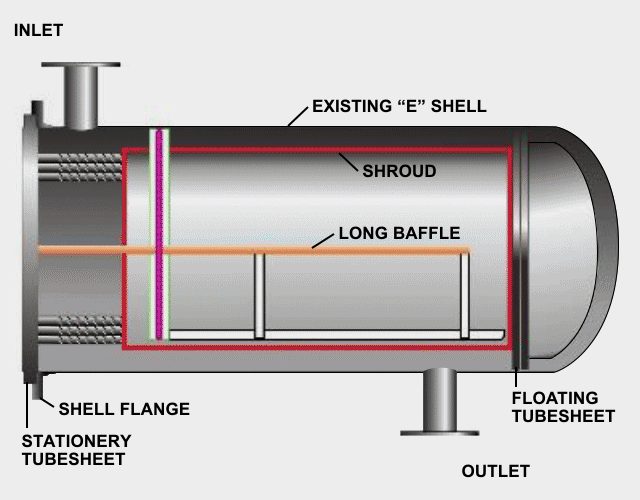 INLET
EXISTING “E” SHELL
SHROUD
LONG BAFFLE
SHELL FLANGE
STATIONERY
TUBESHEET
FLOATING
TUBESHEET
OUTLET